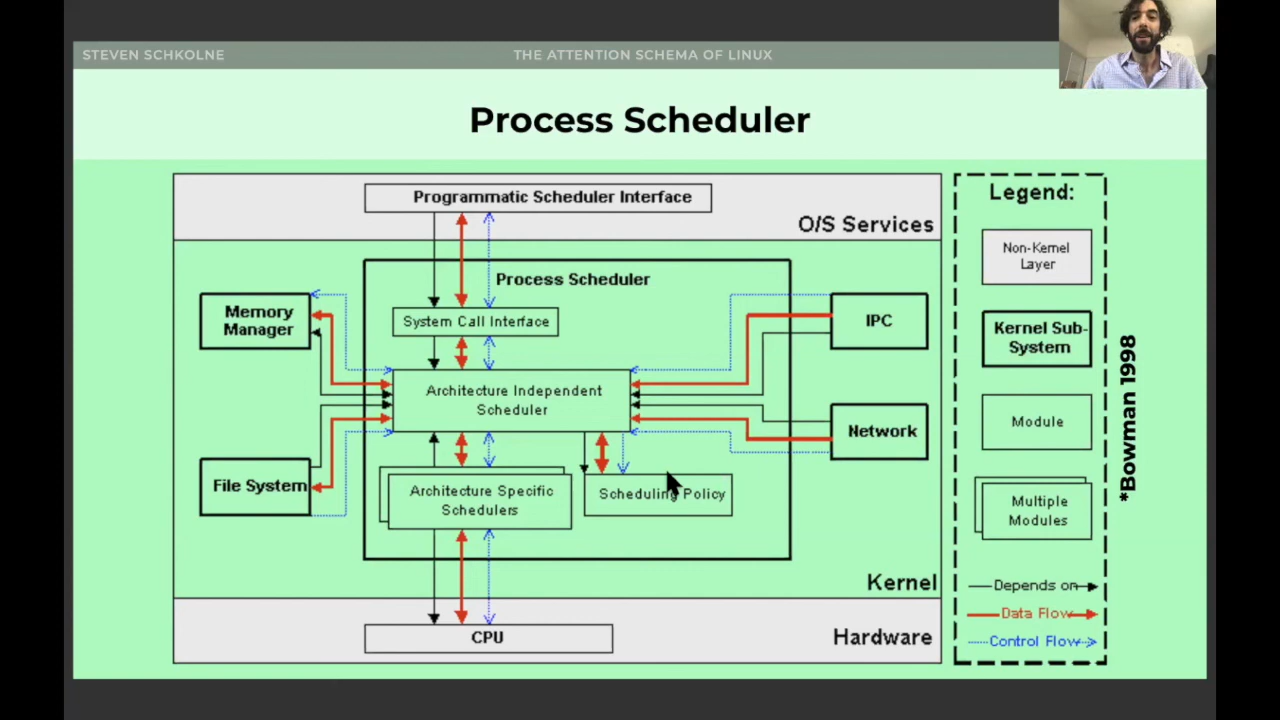 STEVEN SCHKOLNE
THE ATTENTION SCHEMA OF LINUX
Process Scheduler
Programmatic Scheduler Interface
O/S Services
Process Scheduler
System Call Interface
Memory
Manager
IPC
Architecture Independent
Scheduler
Network
File System
Architecture Specific
Schedulers
Scheduling Policy
Kernel
CPU
Hardware
Legend:
Non-Kernel
Layer
Kernel Sub-
System
Module
Multiple
Modules
Depends on
Data Flow
Control Flow
*Bowman 1998